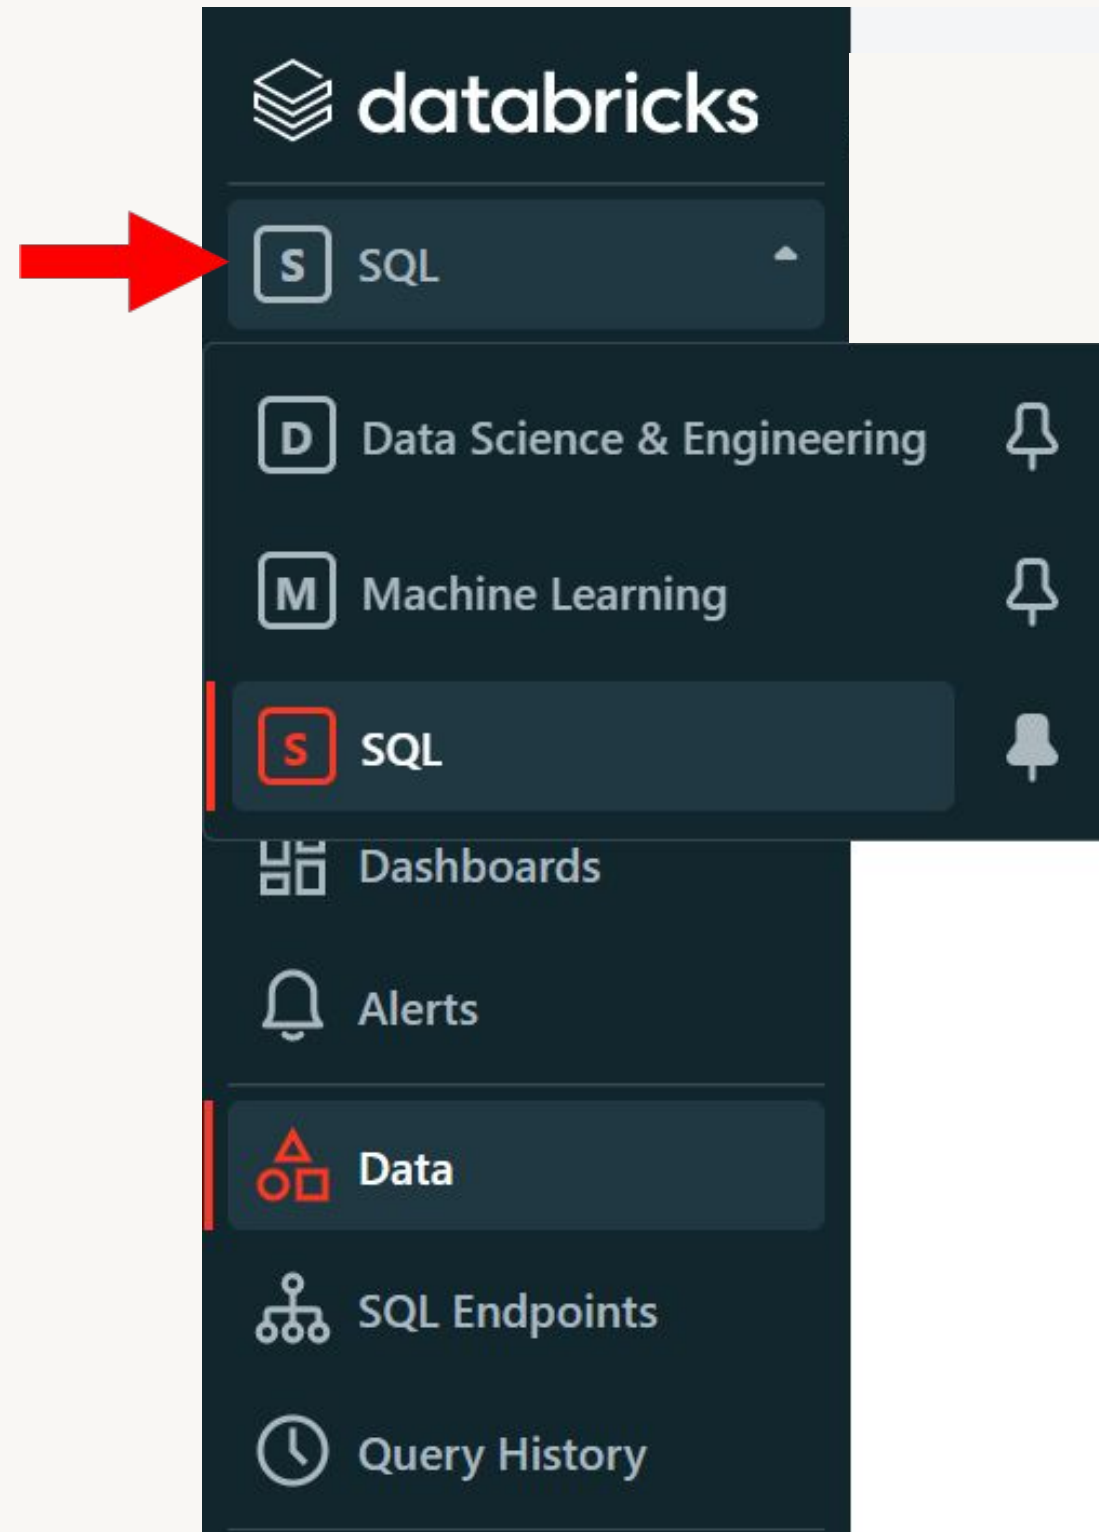 databricks
S SQL
D Data Science & Engineering
M Machine Learning
S SQL
Dashboards
Alerts
Data
SQL Endpoints
Query History